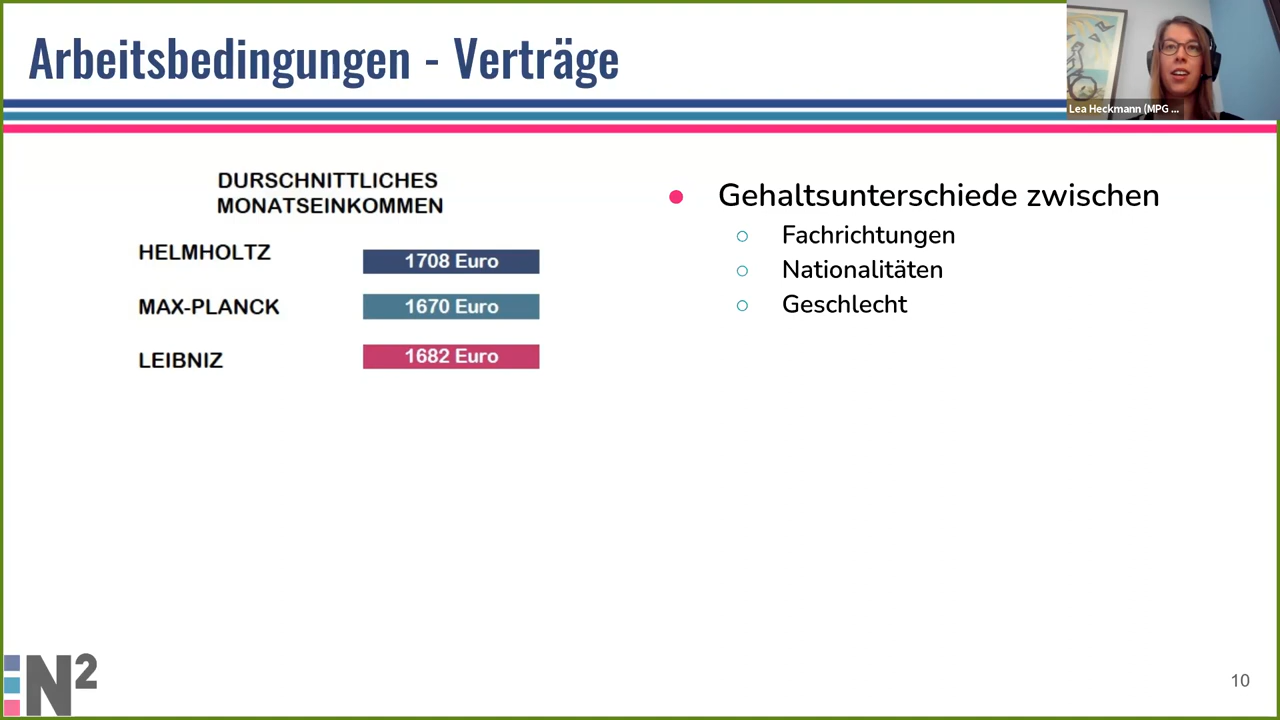 Arbeitsbedingungen - Verträge
Lea Heckmann (MPG ...
DURSCHNITTLICHES
MONATSEINKOMMEN
HELMHOLTZ
1708 Euro
MAX-PLANCK
1670 Euro
LEIBNIZ
1682 Euro
● Gehaltsunterschiede zwischen
○ Fachrichtungen
○ Nationalitäten
○ Geschlecht
N²
10